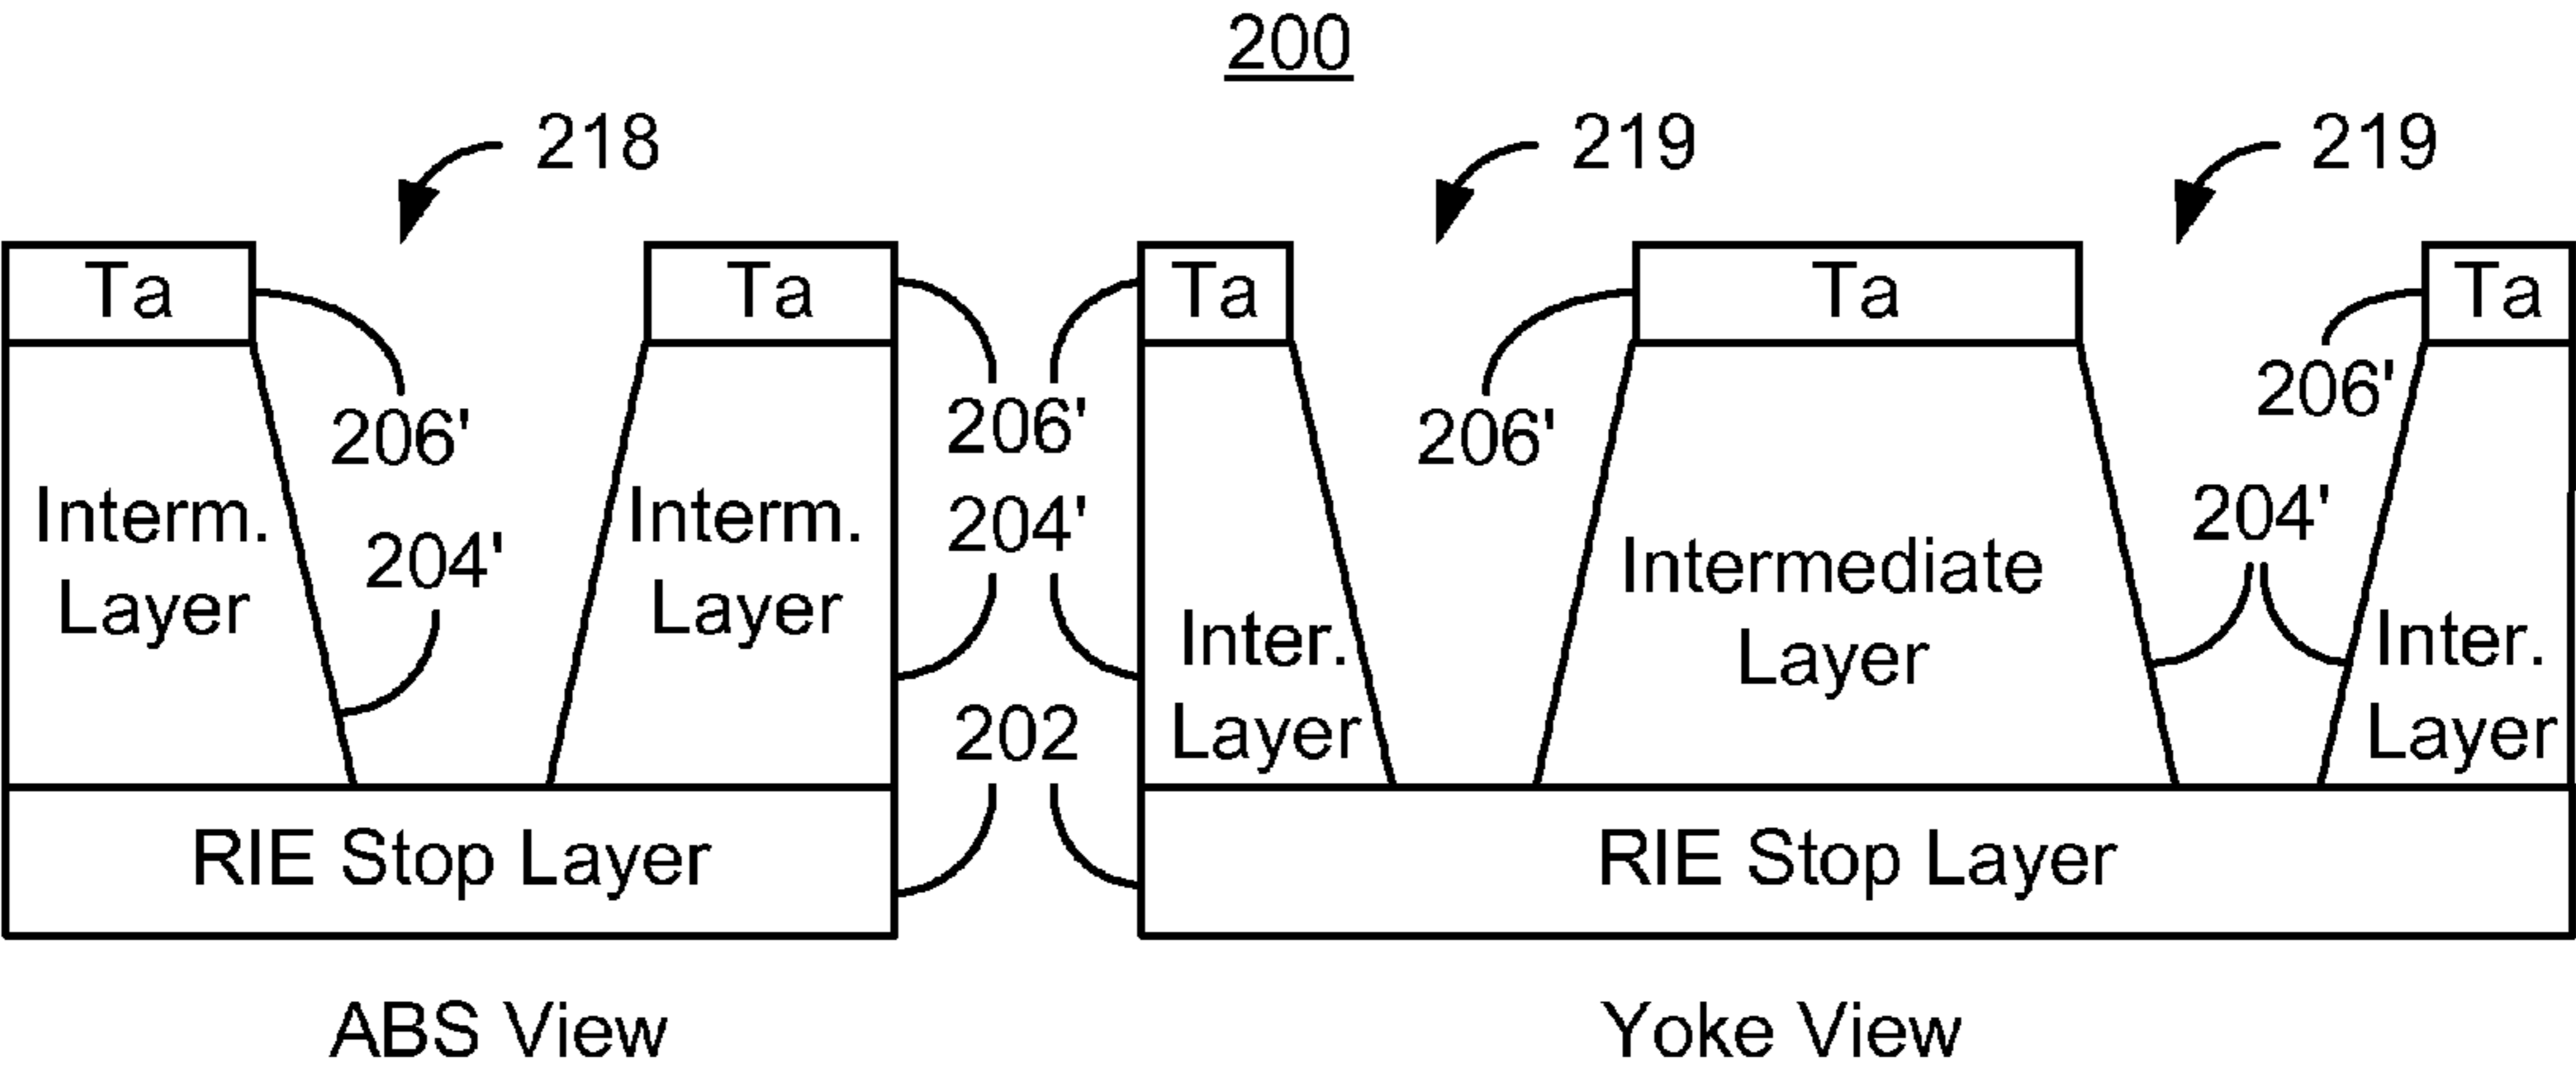 200
218
219
219
Ta
Ta
Ta
Ta
Ta
206'
206'
206'
206'
Interm.
Layer
204'
Interm.
Layer
204'
Inter.
Layer
Intermediate
Layer
204'
Inter.
Layer
202
RIE Stop Layer
RIE Stop Layer
ABS View
Yoke View